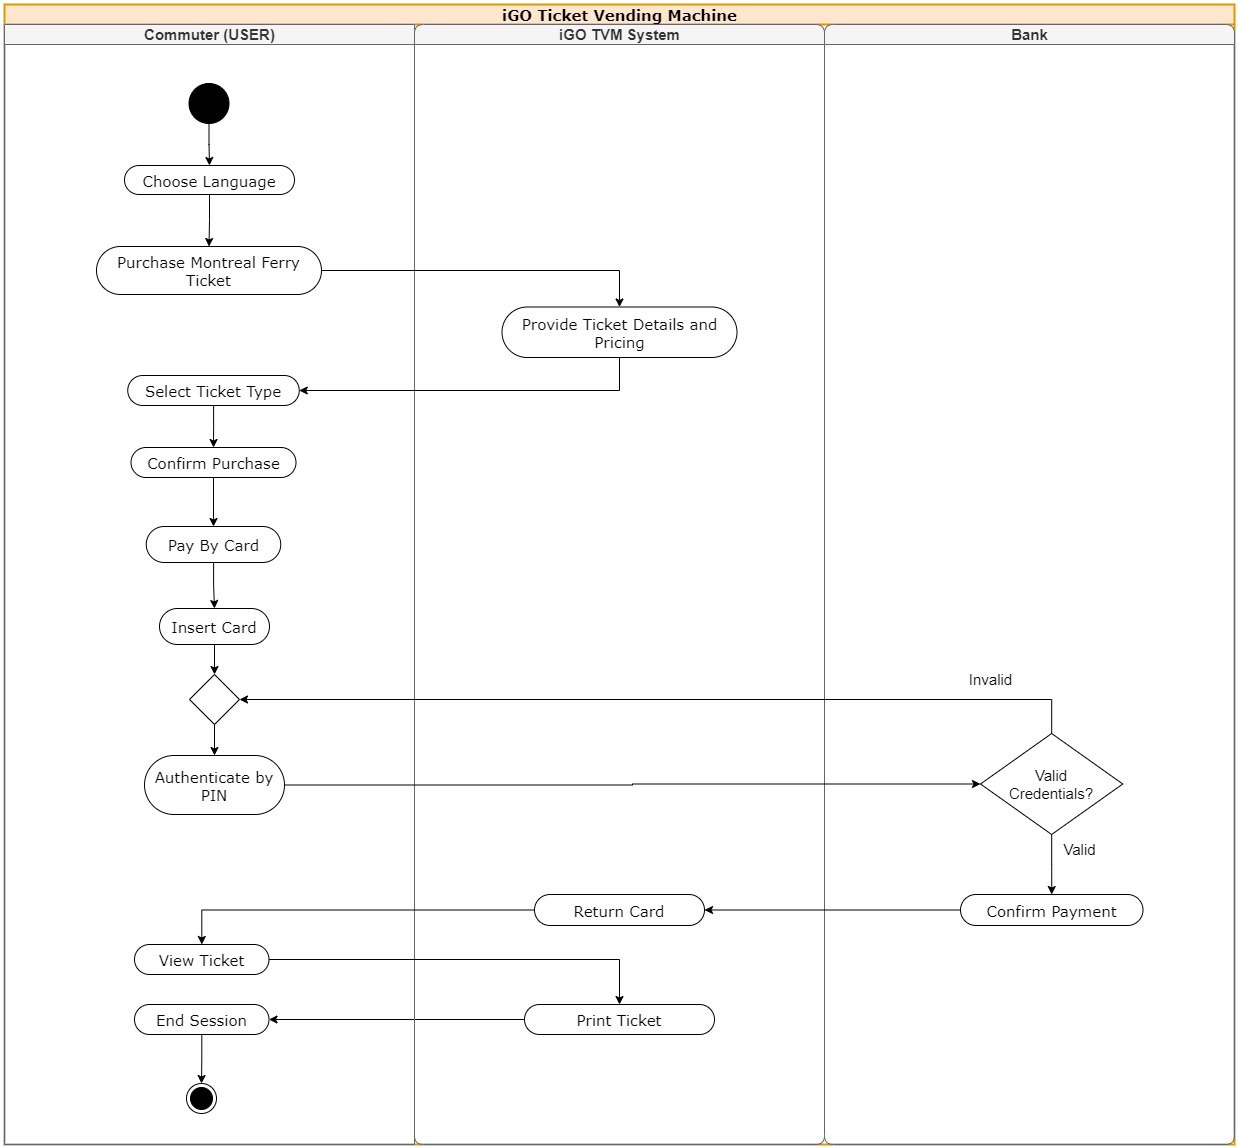 iGO Ticket Vending Machine
Commuter (USER)
iGO TVM System
Bank
Choose Language
Purchase Montreal Ferry
Ticket
Provide Ticket Details and
Pricing
Select Ticket Type
Confirm Purchase
Pay By Card
Insert Card
Invalid
Authenticate by
PIN
Valid
Credentials?
Valid
Return Card
Confirm Payment
View Ticket
End Session
Print Ticket